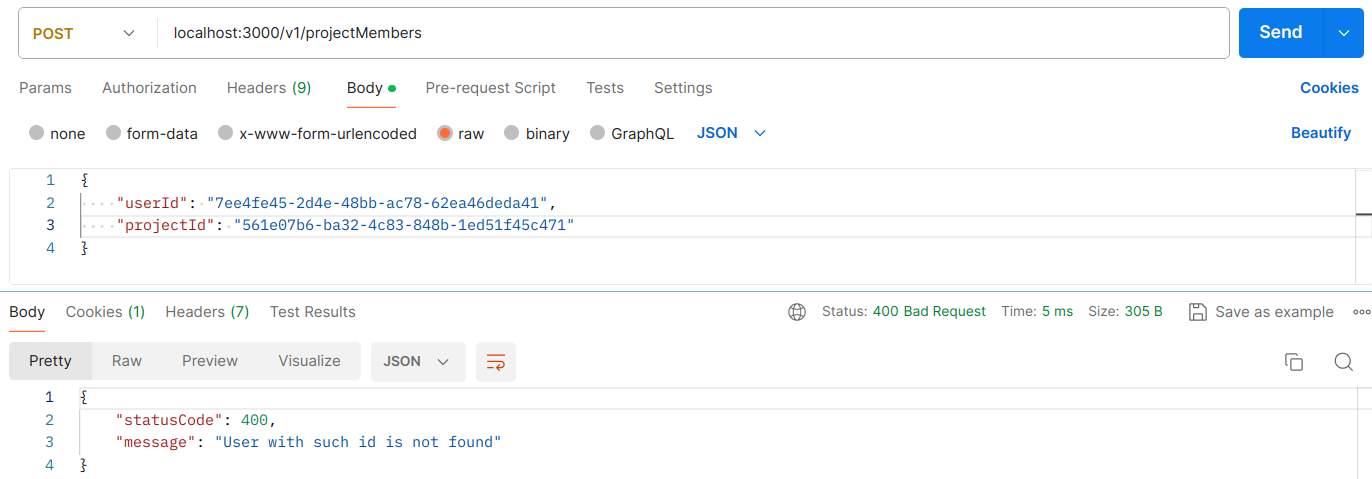 POST localhost:3000/v1/projectMembers Send
Params Authorization Headers (9) Body Pre-request Script Tests Settings Cookies
none form-data x-www-form-urlencoded raw binary GraphQL JSON Beautify
1 {
2 "userId": "7ee4fe45-2d4e-48bb-ac78-62ea46deda41",
3 "projectId": "561e07b6-ba32-4c83-848b-1ed51f45c471"
4 }
Body Cookies (1) Headers (7) Test Results Status: 400 Bad Request Time: 5 ms Size: 305 B Save as example
Pretty Raw Preview Visualize JSON
1 {
2 "statusCode": 400,
3 "message": "User with such id is not found"
4 }